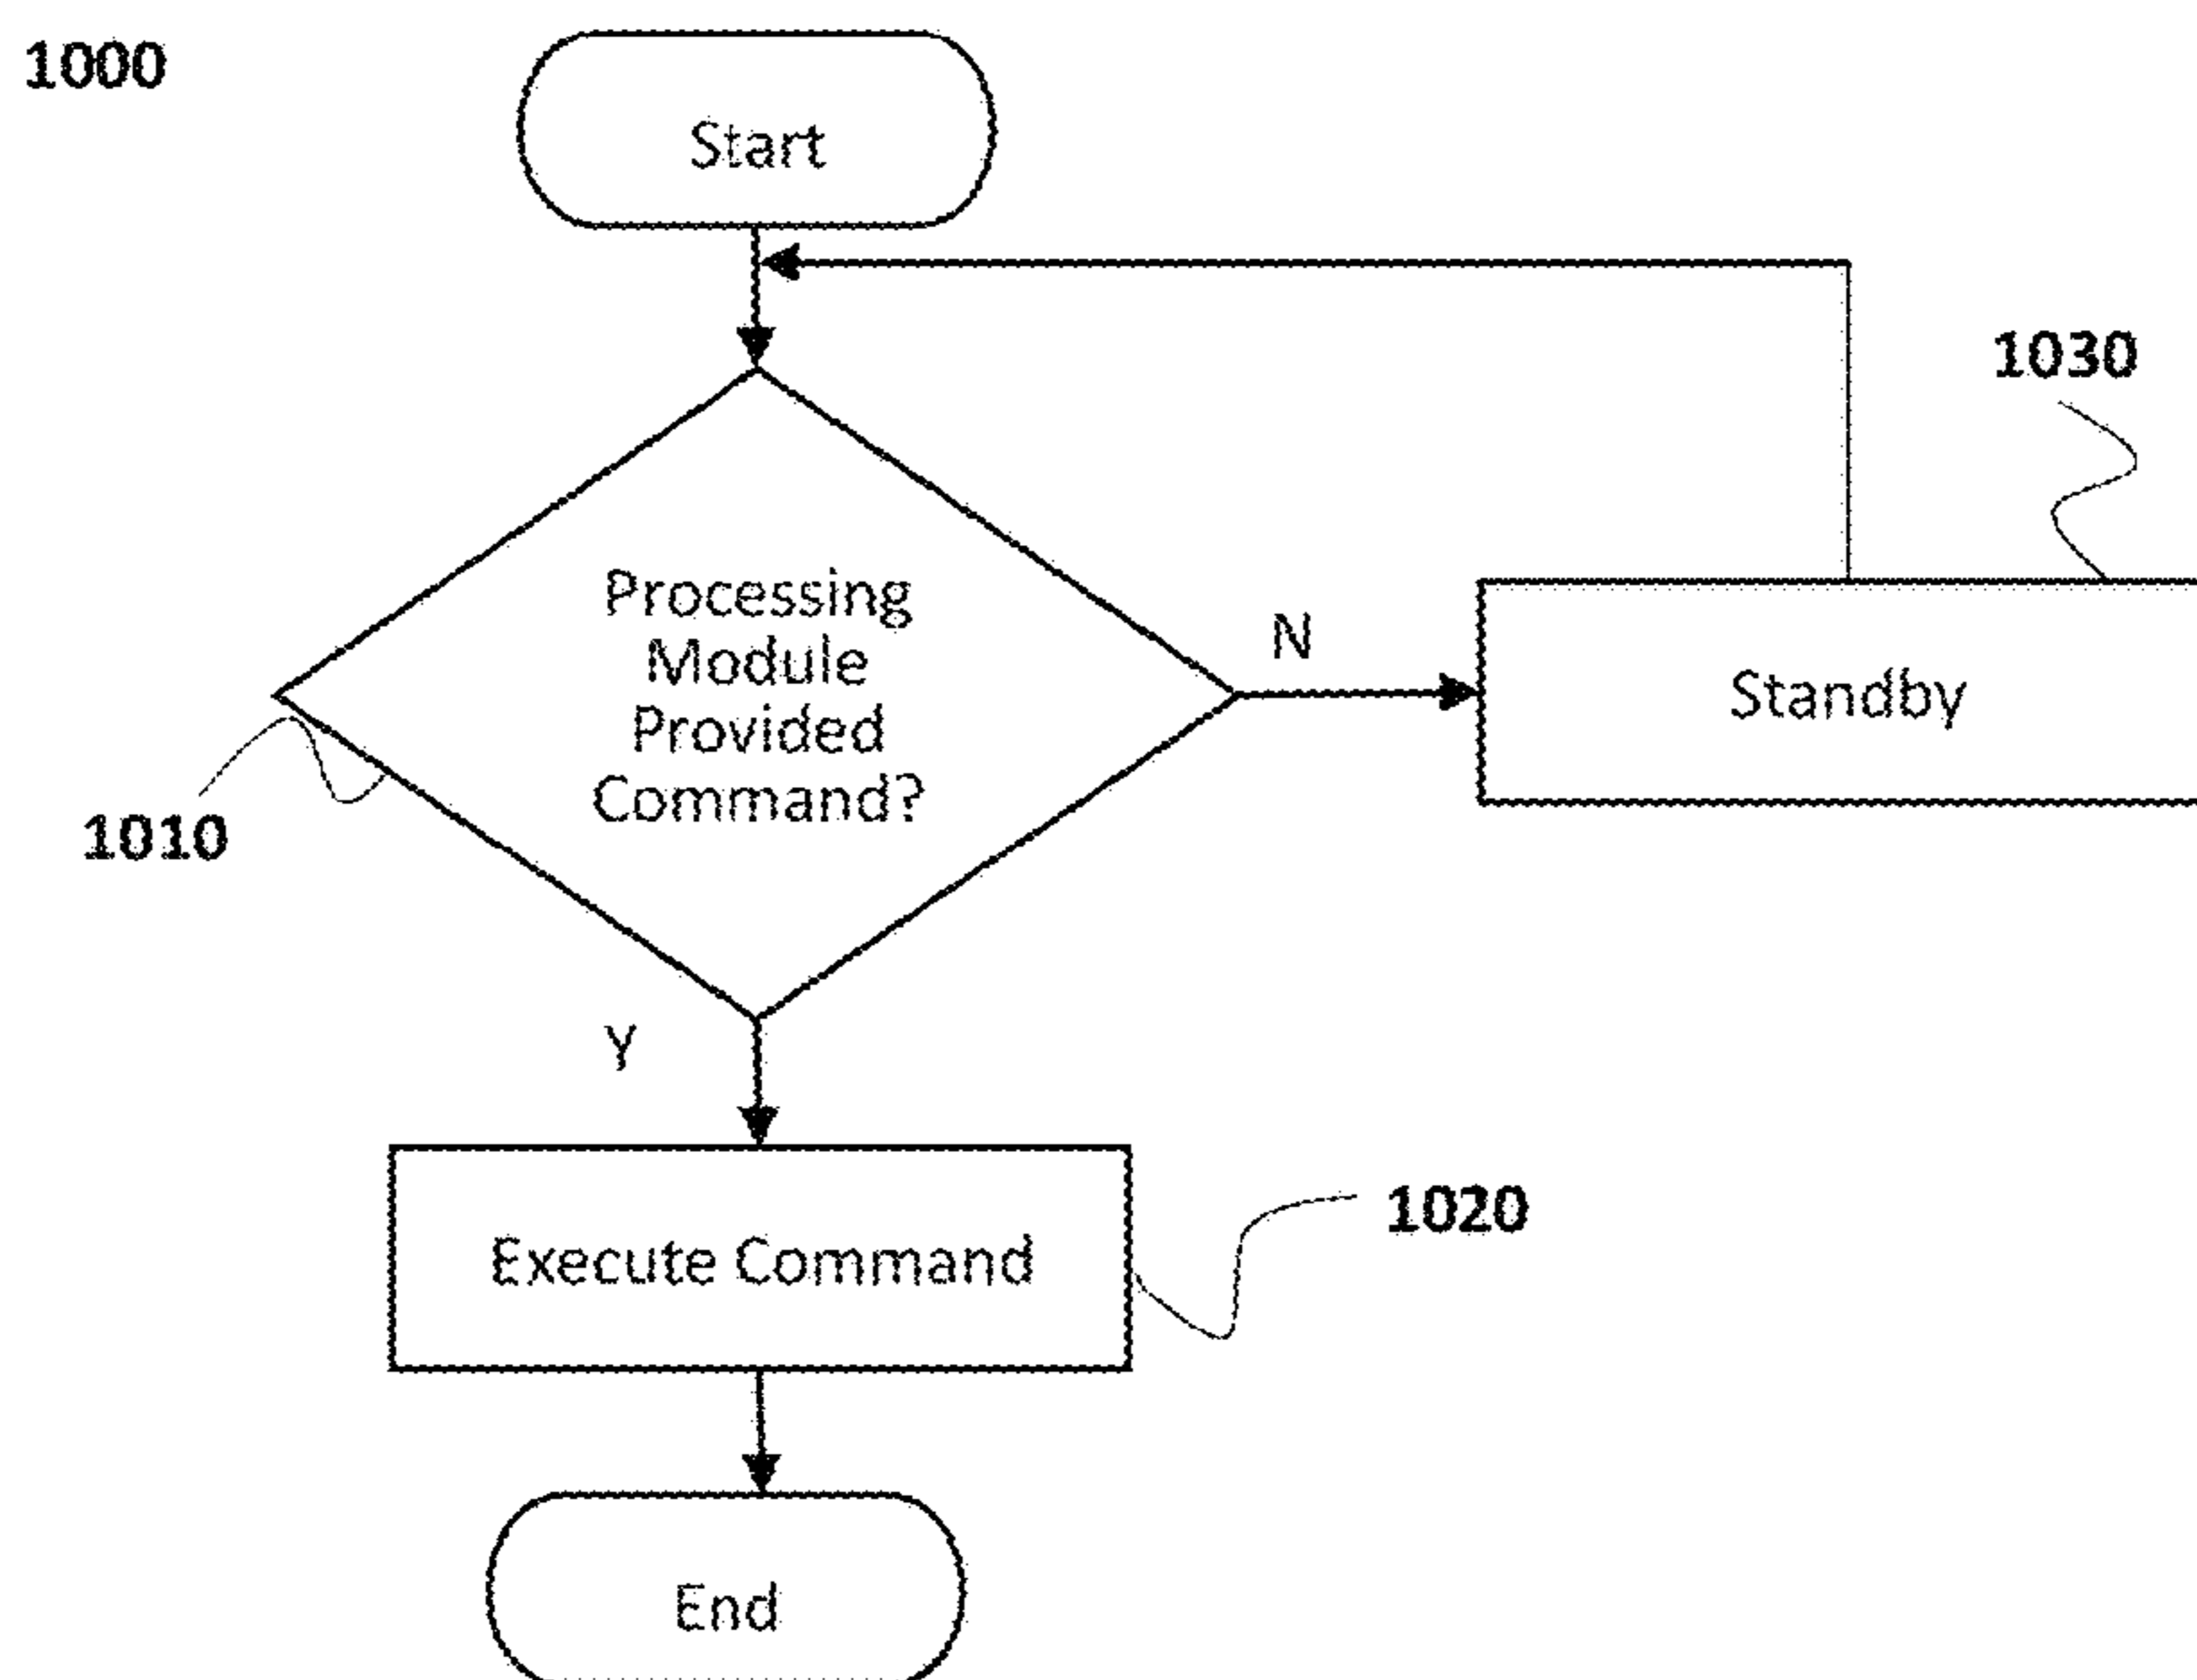 1000
Start
1030
Processing
Module
Provided
Command?
N
Standby
1010
Y
Execute Command
1020
End